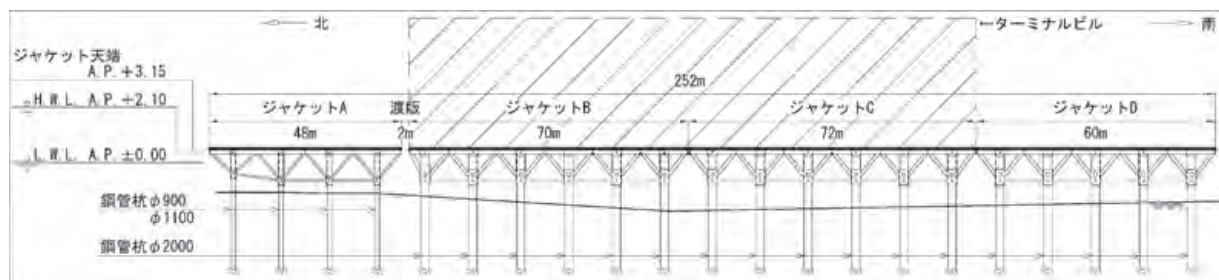 北
←ターミナルビル
南
ジャケット天端
A.P.+3.15
252m
H.W.L. A.P.+2.10
ジャケットA
渡版
ジャケットB
ジャケットC
ジャケットD
48m
2m
70m
72m
60m
L.W.L. A.P.±0.00
鋼管杭φ900
φ1100
鋼管杭φ2000